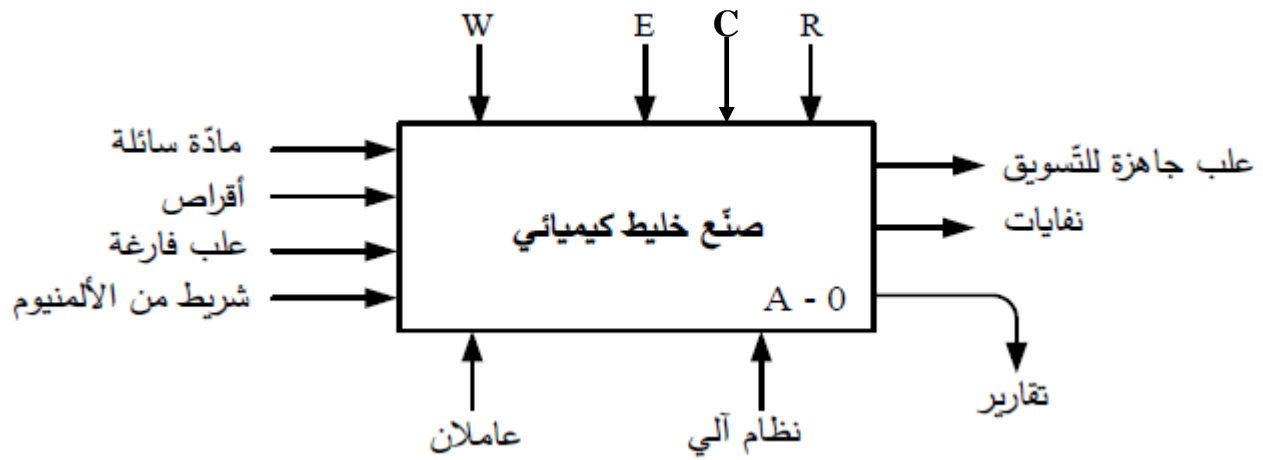 W E C R
مادّة سائلة
أقراص
علب فارغة
شريط من الألمنيوم
صنّع خليط كيميائي
A - 0
علب جاهزة للتّسويق
نفايات
تقارير
عاملان
نظام آلي